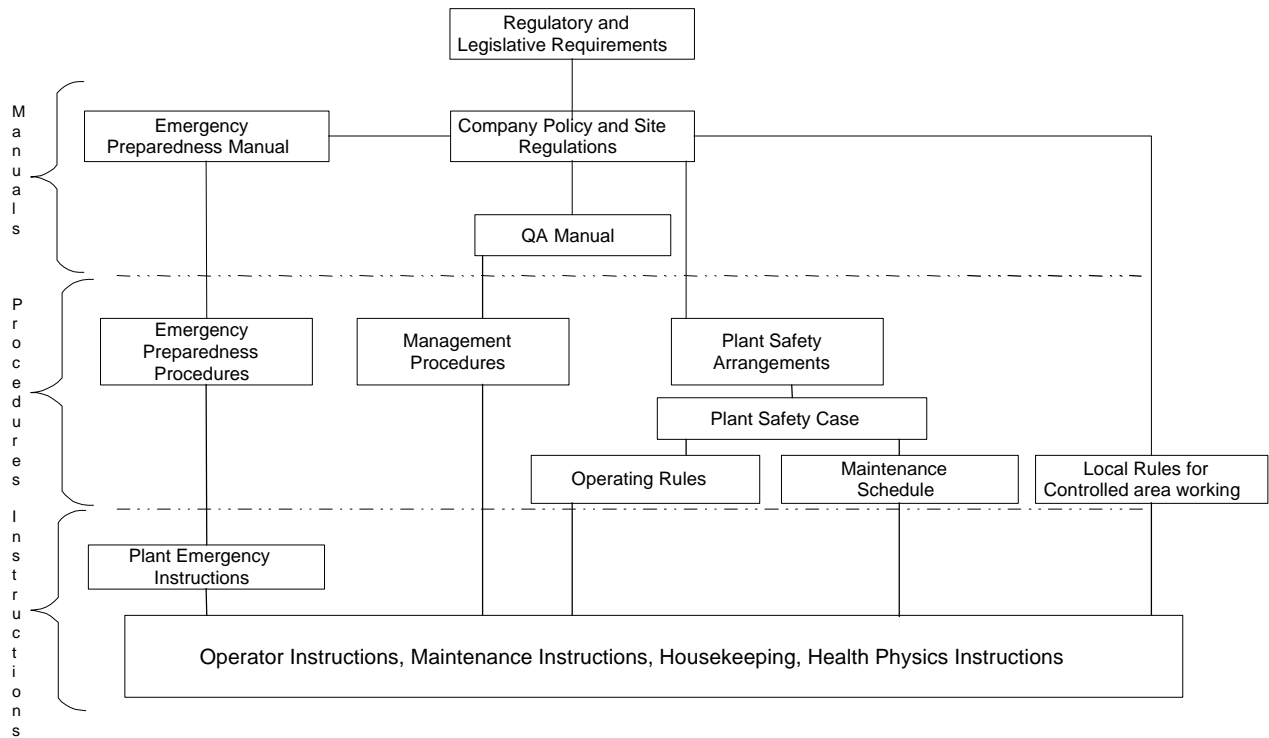 Regulatory and
Legislative Requirements
Manuals
Emergency
Preparedness Manual
Company Policy and Site
Regulations
QA Manual
Procedures
Emergency
Preparedness
Procedures
Management
Procedures
Plant Safety
Arrangements
Plant Safety Case
Operating Rules
Maintenance
Schedule
Local Rules for
Controlled area working
Instructions
Plant Emergency
Instructions
Operator Instructions, Maintenance Instructions, Housekeeping, Health Physics Instructions